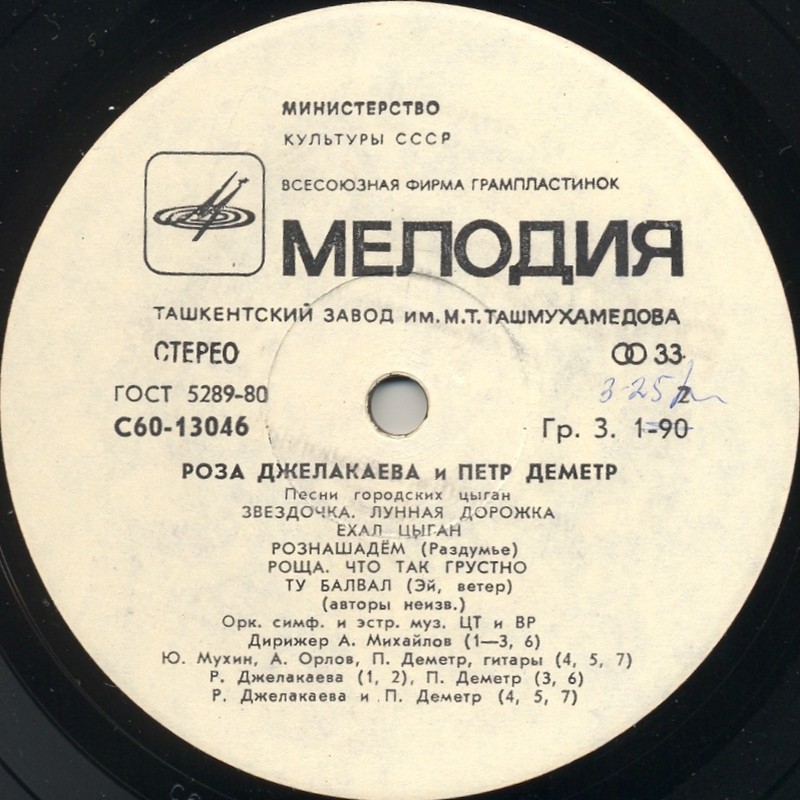 МИНИСТЕРСТВО
КУЛЬТУРЫ СССР
ВСЕСОЮЗНАЯ ФИРМА ГРАМПЛАСТИНОК
МЕЛОДИЯ
ТАШКЕНТСКИЙ ЗАВОД ИМ. М.Т. ТАШМУХАМЕДОВА
СТЕРЕО 33
ГОСТ 5289-80 3-25
С60-13046 Гр. 3. 1-90
РОЗА ДЖЕЛАКАЕВА и ПЕТР ДЕМЕТР
Песни городских цыган
ЗВЕЗДОЧКА. ЛУННАЯ ДОРОЖКА
ЕХАЛ ЦЫГАН
РОЗНАШАДЁМ (Раздумье)
РОЩА. ЧТО ТАК ГРУСТНО
ТУ БАЛВАЛ (Эй, ветер)
(авторы неизв.)
Орк. симф. и эстр. муз. ЦТ и ВР
Дирижер А. Михайлов (1—3, 6)
Ю. Мухин, А. Орлов, П. Деметр, гитары (4, 5, 7)
Р. Джелакаева (1, 2), П. Деметр (3, 6)
Р. Джелакаева и П. Деметр (4, 5, 7)